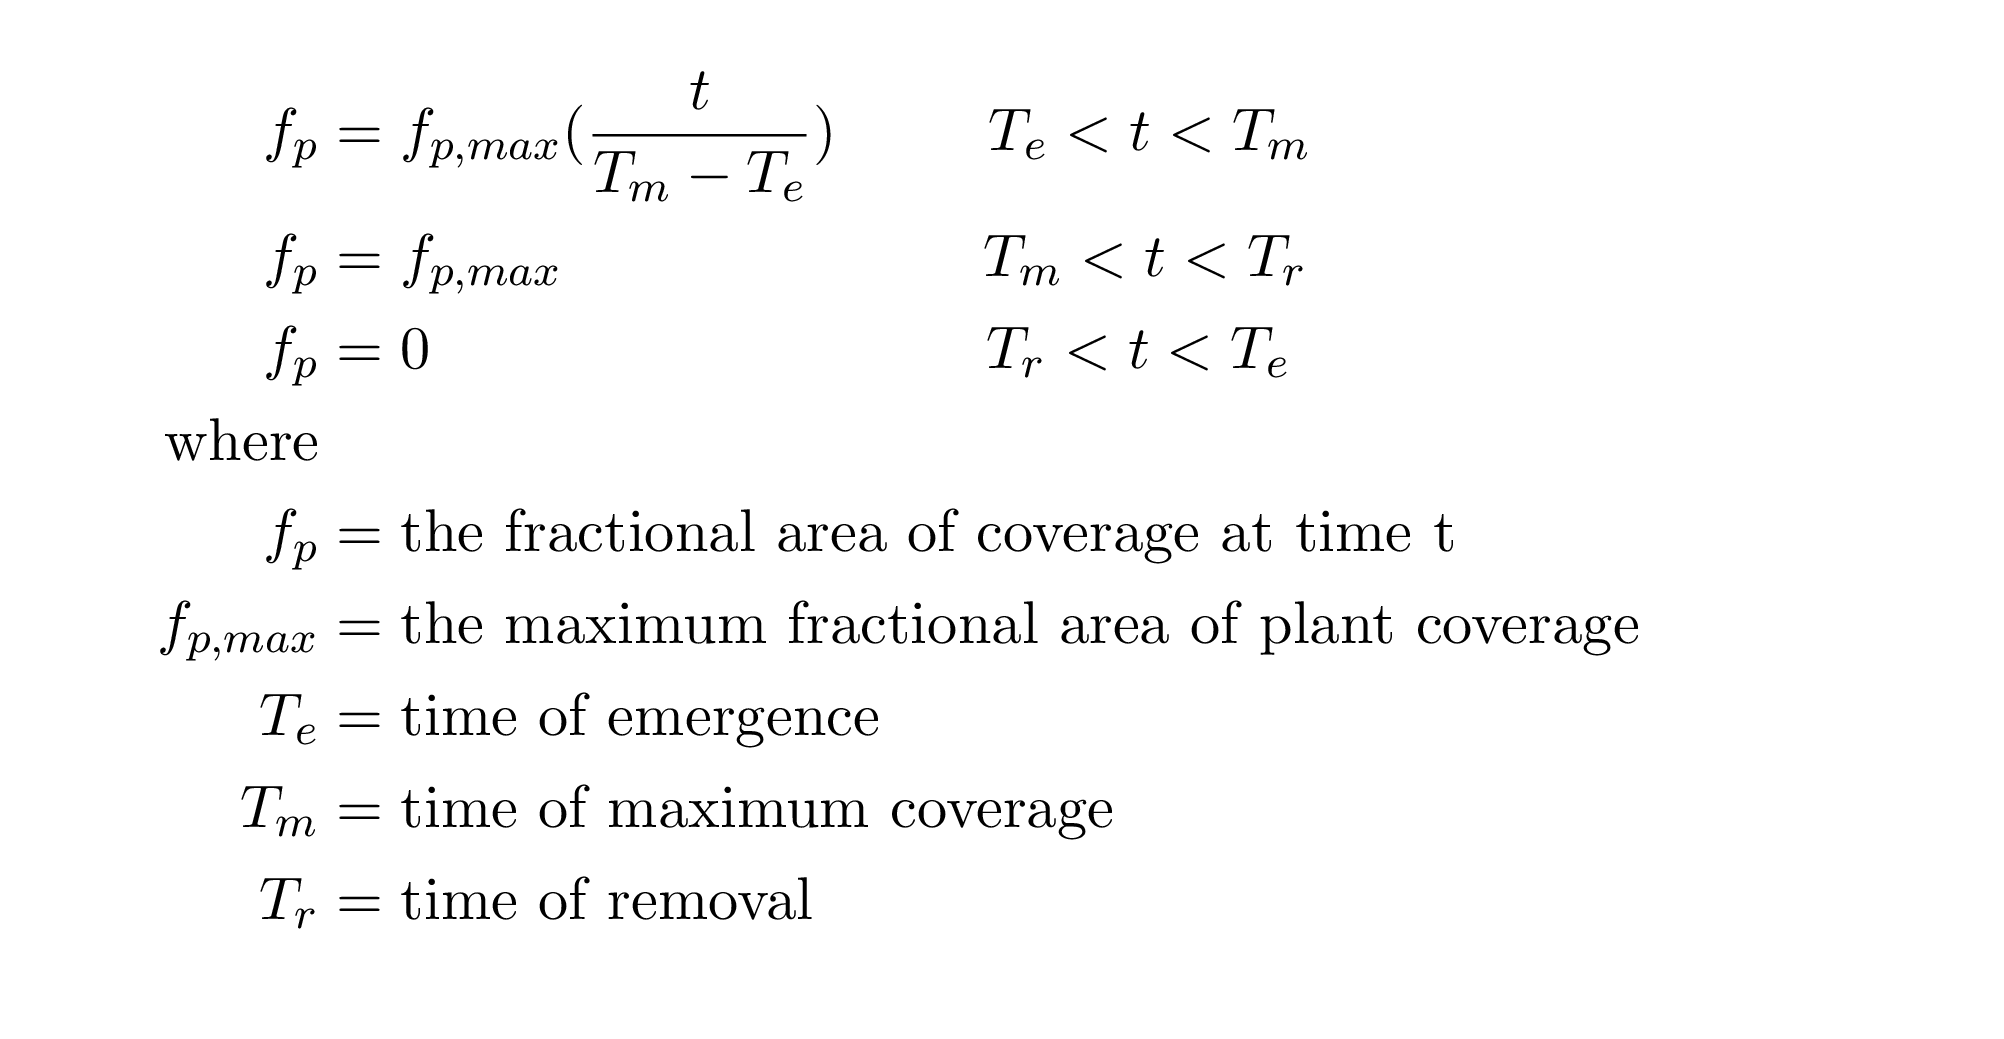 f_p = f_{p,max}(\frac{t}{T_m - T_e}) T_e < t < T_m
f_p = f_{p,max} T_m < t < T_r
f_p = 0 T_r < t < T_e
where
f_p = the fractional area of coverage at time t
f_{p,max} = the maximum fractional area of plant coverage
T_e = time of emergence
T_m = time of maximum coverage
T_r = time of removal